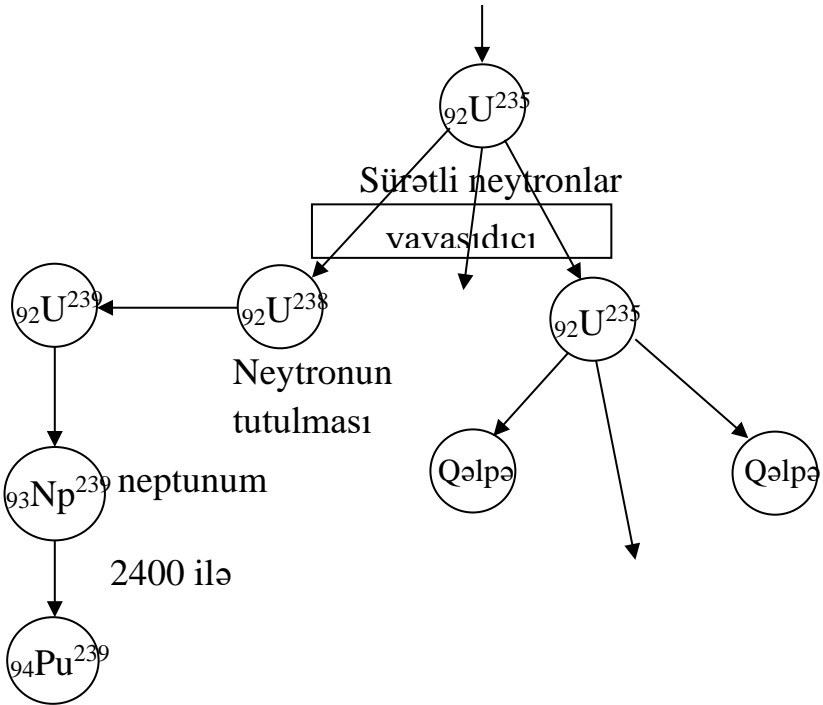 ₉₂U²³⁵
Sürətli neytronlar
yavaşıdıcı
₉₂U²³⁹
₉₂U²³⁸
₉₂U²³⁵
Neytronun
tutulması
Qəlpə
Qəlpə
₉₃Np²³⁹ neptunum
2400 ilə
₉₄Pu²³⁹